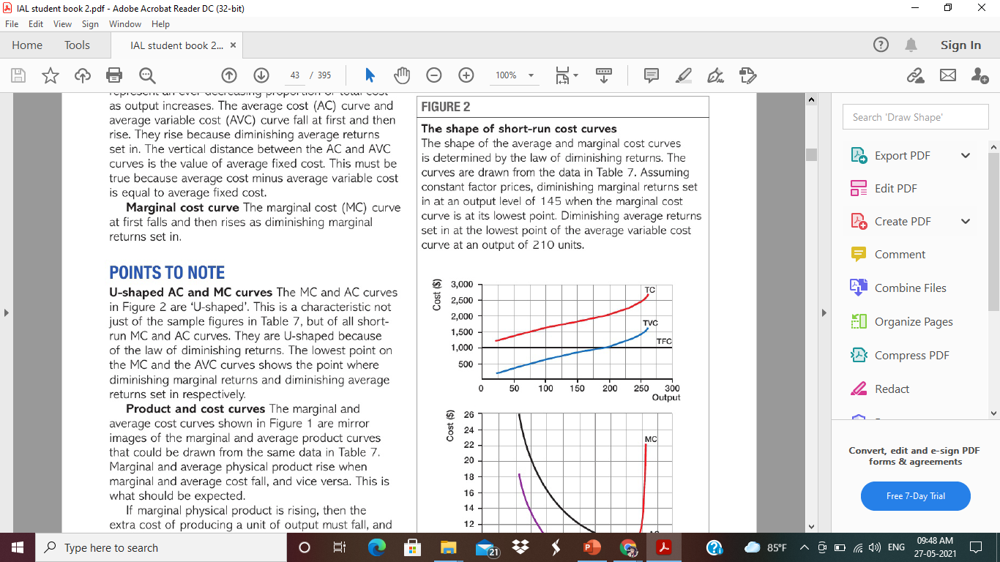 IAL student book 2.pdf - Adobe Acrobat Reader DC (32-bit)
File Edit View Sign Window Help
Home Tools IAL student book 2... × Sign In
43 / 395 100%
represent an ever decreasing proportion of total cost
as output increases. The average cost (AC) curve and
average variable cost (AVC) curve fall at first and then
rise. They rise because diminishing average returns
set in. The vertical distance between the AC and AVC
curves is the value of average fixed cost. This must be
true because average cost minus average variable cost
is equal to average fixed cost.
Marginal cost curve The marginal cost (MC) curve
at first falls and then rises as diminishing marginal
returns set in.
POINTS TO NOTE
U-shaped AC and MC curves The MC and AC curves
in Figure 2 are ‘U-shaped’. This is a characteristic not
just of the sample figures in Table 7, but of all short-
run MC and AC curves. They are U-shaped because
of the law of diminishing returns. The lowest point on
the MC and the AVC curves shows the point where
diminishing marginal returns and diminishing average
returns set in respectively.
Product and cost curves The marginal and
average cost curves shown in Figure 1 are mirror
images of the marginal and average product curves
that could be drawn from the same data in Table 7.
Marginal and average physical product rise when
marginal and average cost fall, and vice versa. This is
what should be expected.
If marginal physical product is rising, then the
extra cost of producing a unit of output must fall, and
FIGURE 2
The shape of short-run cost curves
The shape of the average and marginal cost curves
is determined by the law of diminishing returns. The
curves are drawn from the data in Table 7. Assuming
constant factor prices, diminishing marginal returns set
in at an output level of 145 when the marginal cost
curve is at its lowest point. Diminishing average returns
set in at the lowest point of the average variable cost
curve at an output of 210 units.
Cost ($)
3,000
2,500
2,000
1,500
1,000
500
TC
TVC
TFC
0 50 100 150 200 250 300
Output
Cost ($)
26
24
22
20
18
16
14
12
MC
Search 'Draw Shape'
Export PDF
Edit PDF
Create PDF
Comment
Combine Files
Organize Pages
Compress PDF
Redact
Convert, edit and e-sign PDF
forms & agreements
Free 7-Day Trial
Type here to search
21
85°F
ENG
09:48 AM
27-05-2021